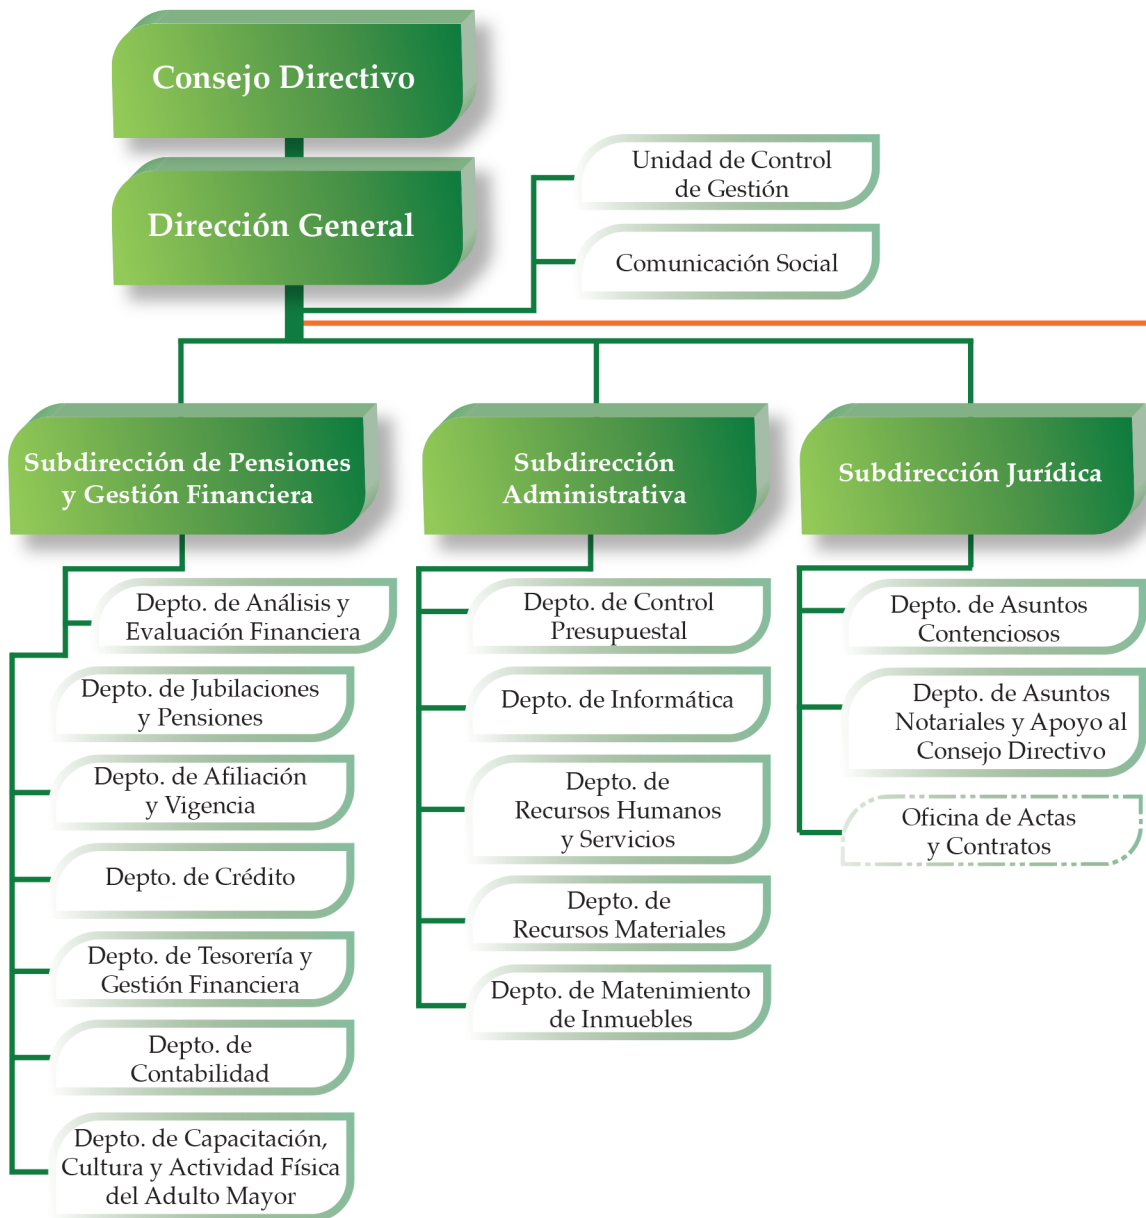 Consejo Directivo
Dirección General
Unidad de Control
de Gestión
Comunicación Social
Subdirección de Pensiones
y Gestión Financiera
Depto. de Análisis y
Evaluación Financiera
Depto. de Jubilaciones
y Pensiones
Depto. de Afiliación
y Vigencia
Depto. de Crédito
Depto. de Tesorería y
Gestión Financiera
Depto. de
Contabilidad
Depto. de Capacitación,
Cultura y Actividad Física
del Adulto Mayor
Subdirección
Administrativa
Depto. de Control
Presupuestal
Depto. de Informática
Depto. de
Recursos Humanos
y Servicios
Depto. de
Recursos Materiales
Depto. de Matenimiento
de Inmuebles
Subdirección Jurídica
Depto. de Asuntos
Contenciosos
Depto. de Asuntos
Notariales y Apoyo al
Consejo Directivo
Oficina de Actas
y Contratos